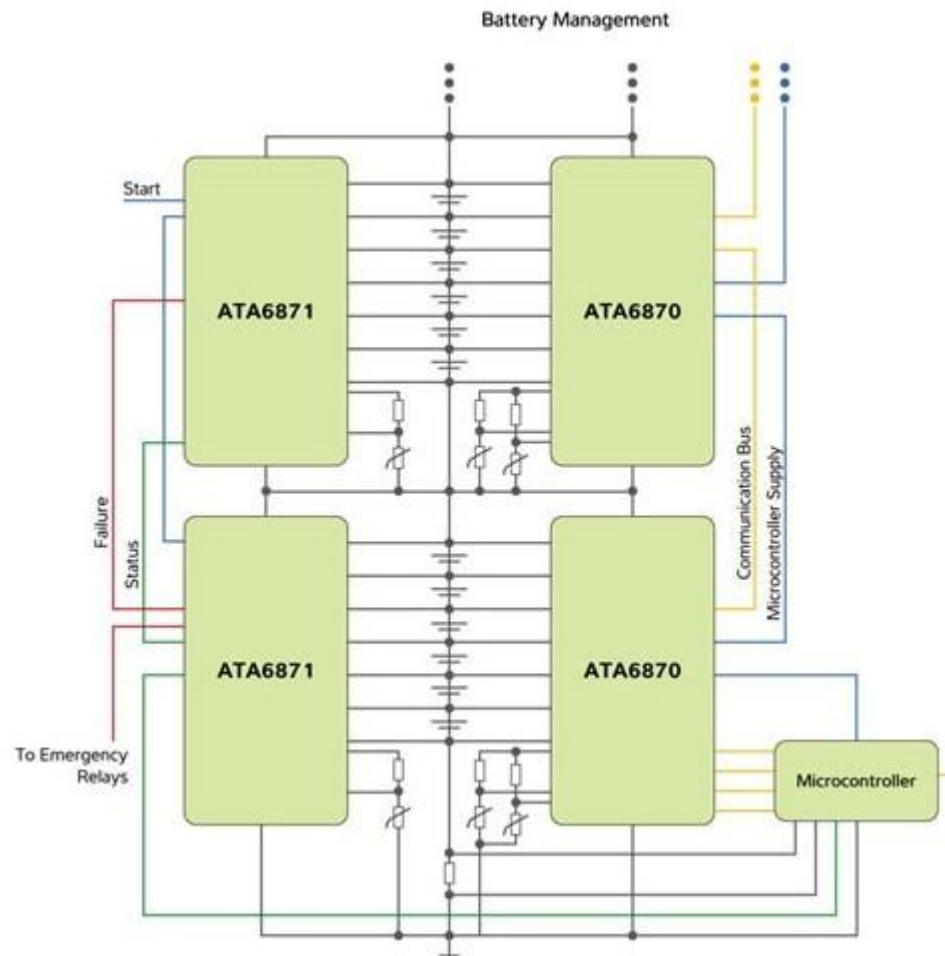 Battery Management
Start
ATA6871
ATA6870
Failure
Status
Communication Bus
Microcontroller Supply
ATA6871
ATA6870
To Emergency
Relays
Microcontroller